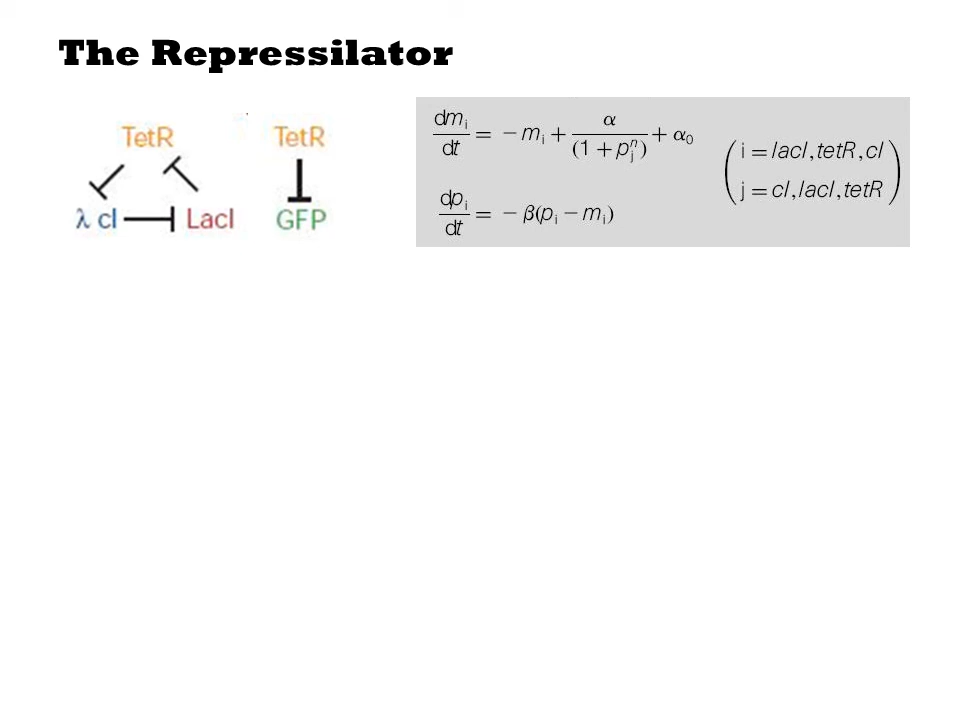 The Repressilator
TetR
λ cI
LacI
TetR
GFP
dm_i/dt = − m_i + α/(1 + p_j^n) + α_0
dp_i/dt = − β(p_i − m_i)
(i = lacI, tetR, cI
j = cI, lacI, tetR)